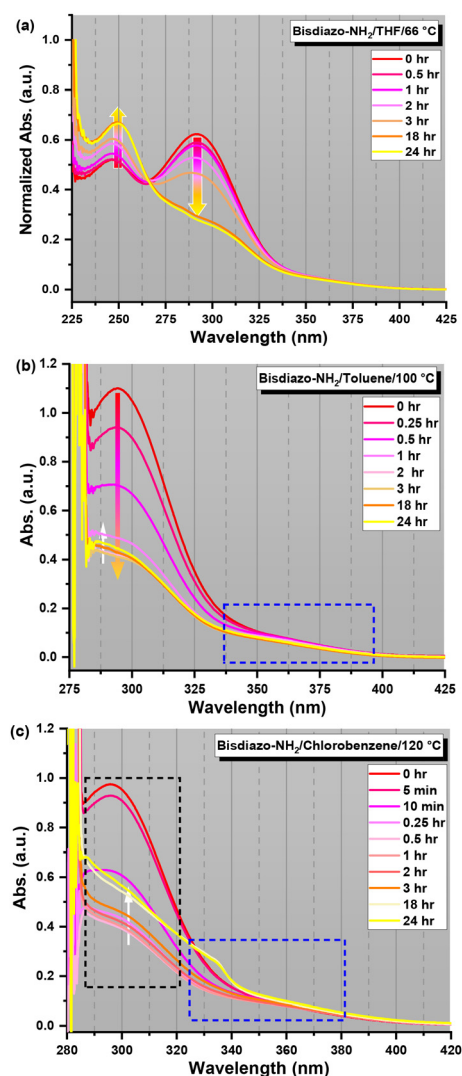 (a)
Bisdiazo-NH₂/THF/66 °C
0 hr
0.5 hr
1 hr
2 hr
3 hr
18 hr
24 hr
Normalized Abs. (a.u.)
1.0
0.8
0.6
0.4
0.2
0.0
225 250 275 300 325 350 375 400 425
Wavelength (nm)
(b)
Bisdiazo-NH₂/Toluene/100 °C
0 hr
0.25 hr
0.5 hr
1 hr
2 hr
3 hr
18 hr
24 hr
Abs. (a.u.)
1.2
1.0
0.8
0.6
0.4
0.2
0.0
275 300 325 350 375 400 425
Wavelength (nm)
(c)
Bisdiazo-NH₂/Chlorobenzene/120 °C
0 hr
5 min
10 min
0.25 hr
0.5 hr
1 hr
2 hr
3 hr
18 hr
24 hr
Abs. (a.u.)
1.2
1.0
0.8
0.6
0.4
0.2
0.0
280 300 320 340 360 380 400 420
Wavelength (nm)